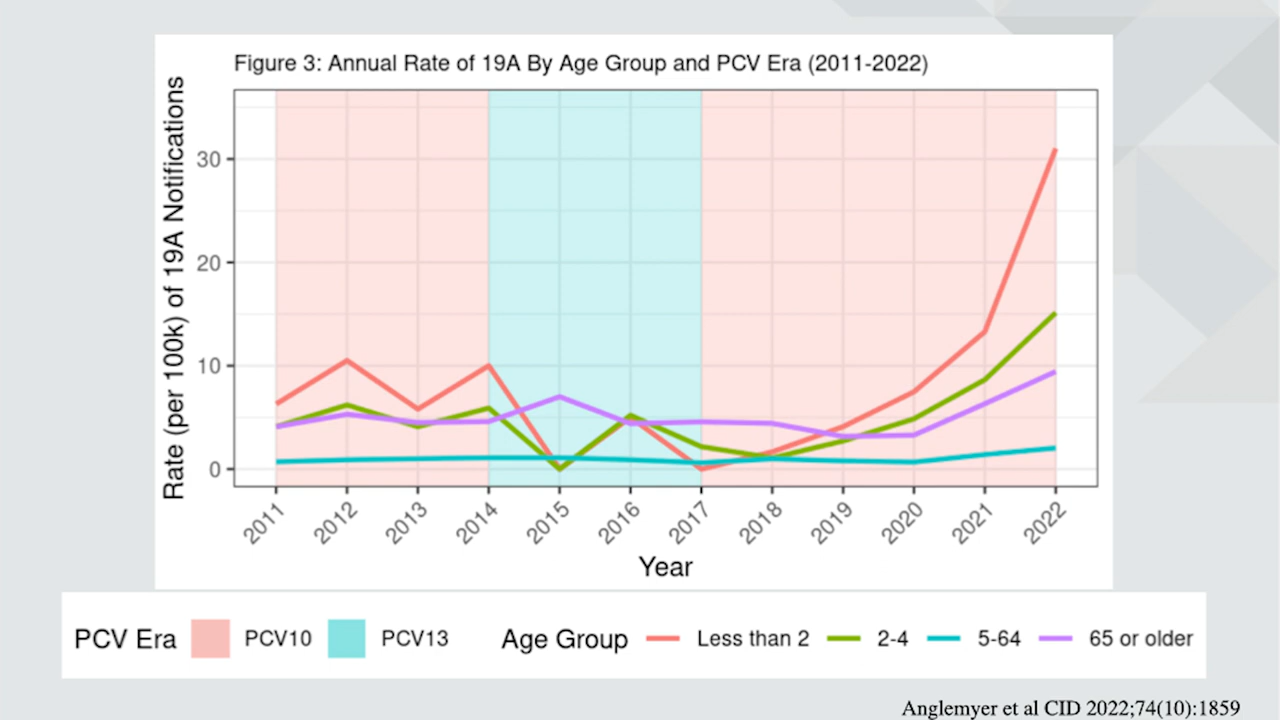 Figure 3: Annual Rate of 19A By Age Group and PCV Era (2011-2022)
Rate (per 100k) of 19A Notifications
30
20
10
0
2011 2012 2013 2014 2015 2016 2017 2018 2019 2020 2021 2022
Year
PCV Era PCV10 PCV13 Age Group Less than 2 2-4 5-64 65 or older
Anglemyer et al CID 2022;74(10):1859